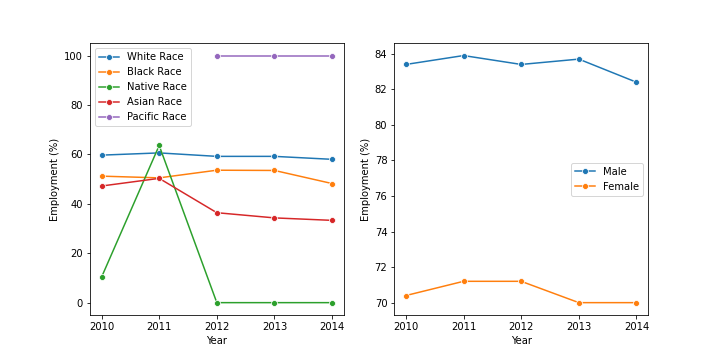 100
80
60
40
20
0
Employment (%)
White Race
Black Race
Native Race
Asian Race
Pacific Race
2010 2011 2012 2013 2014
Year
84
82
80
78
76
74
72
70
Employment (%)
Male
Female
2010 2011 2012 2013 2014
Year